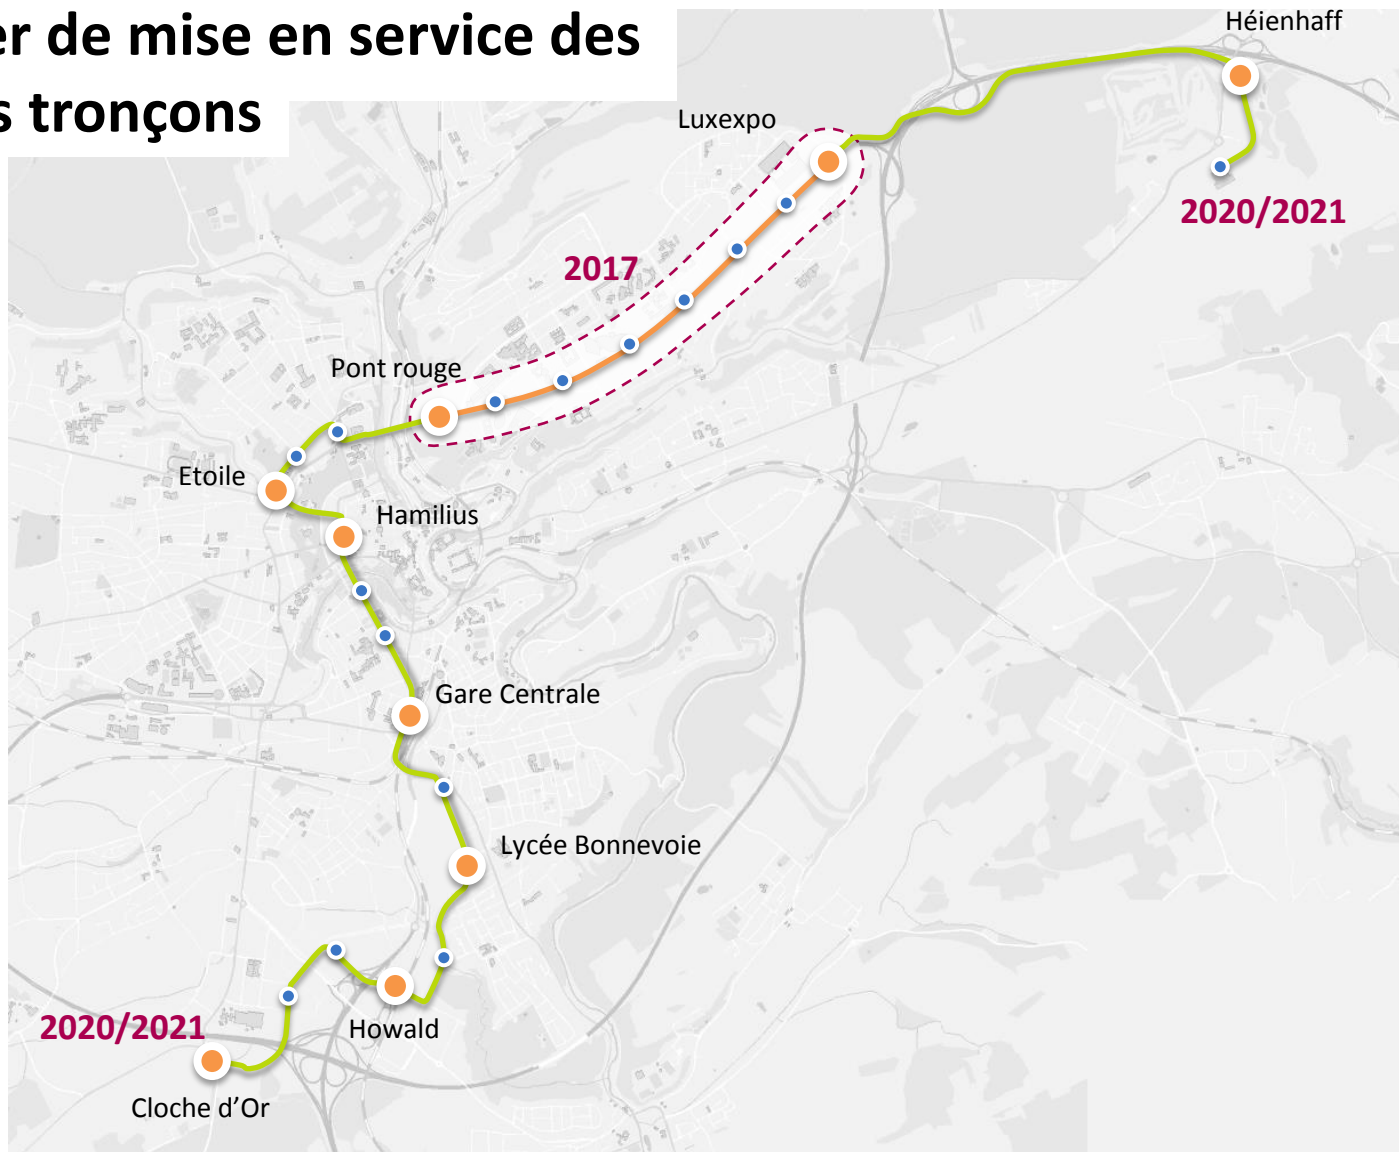 er de mise en service des
s tronçons
Héienhaff
Luxexpo
2020/2021
2017
Pont rouge
Etoile
Hamilius
Gare Centrale
Lycée Bonnevoie
2020/2021
Howald
Cloche d’Or